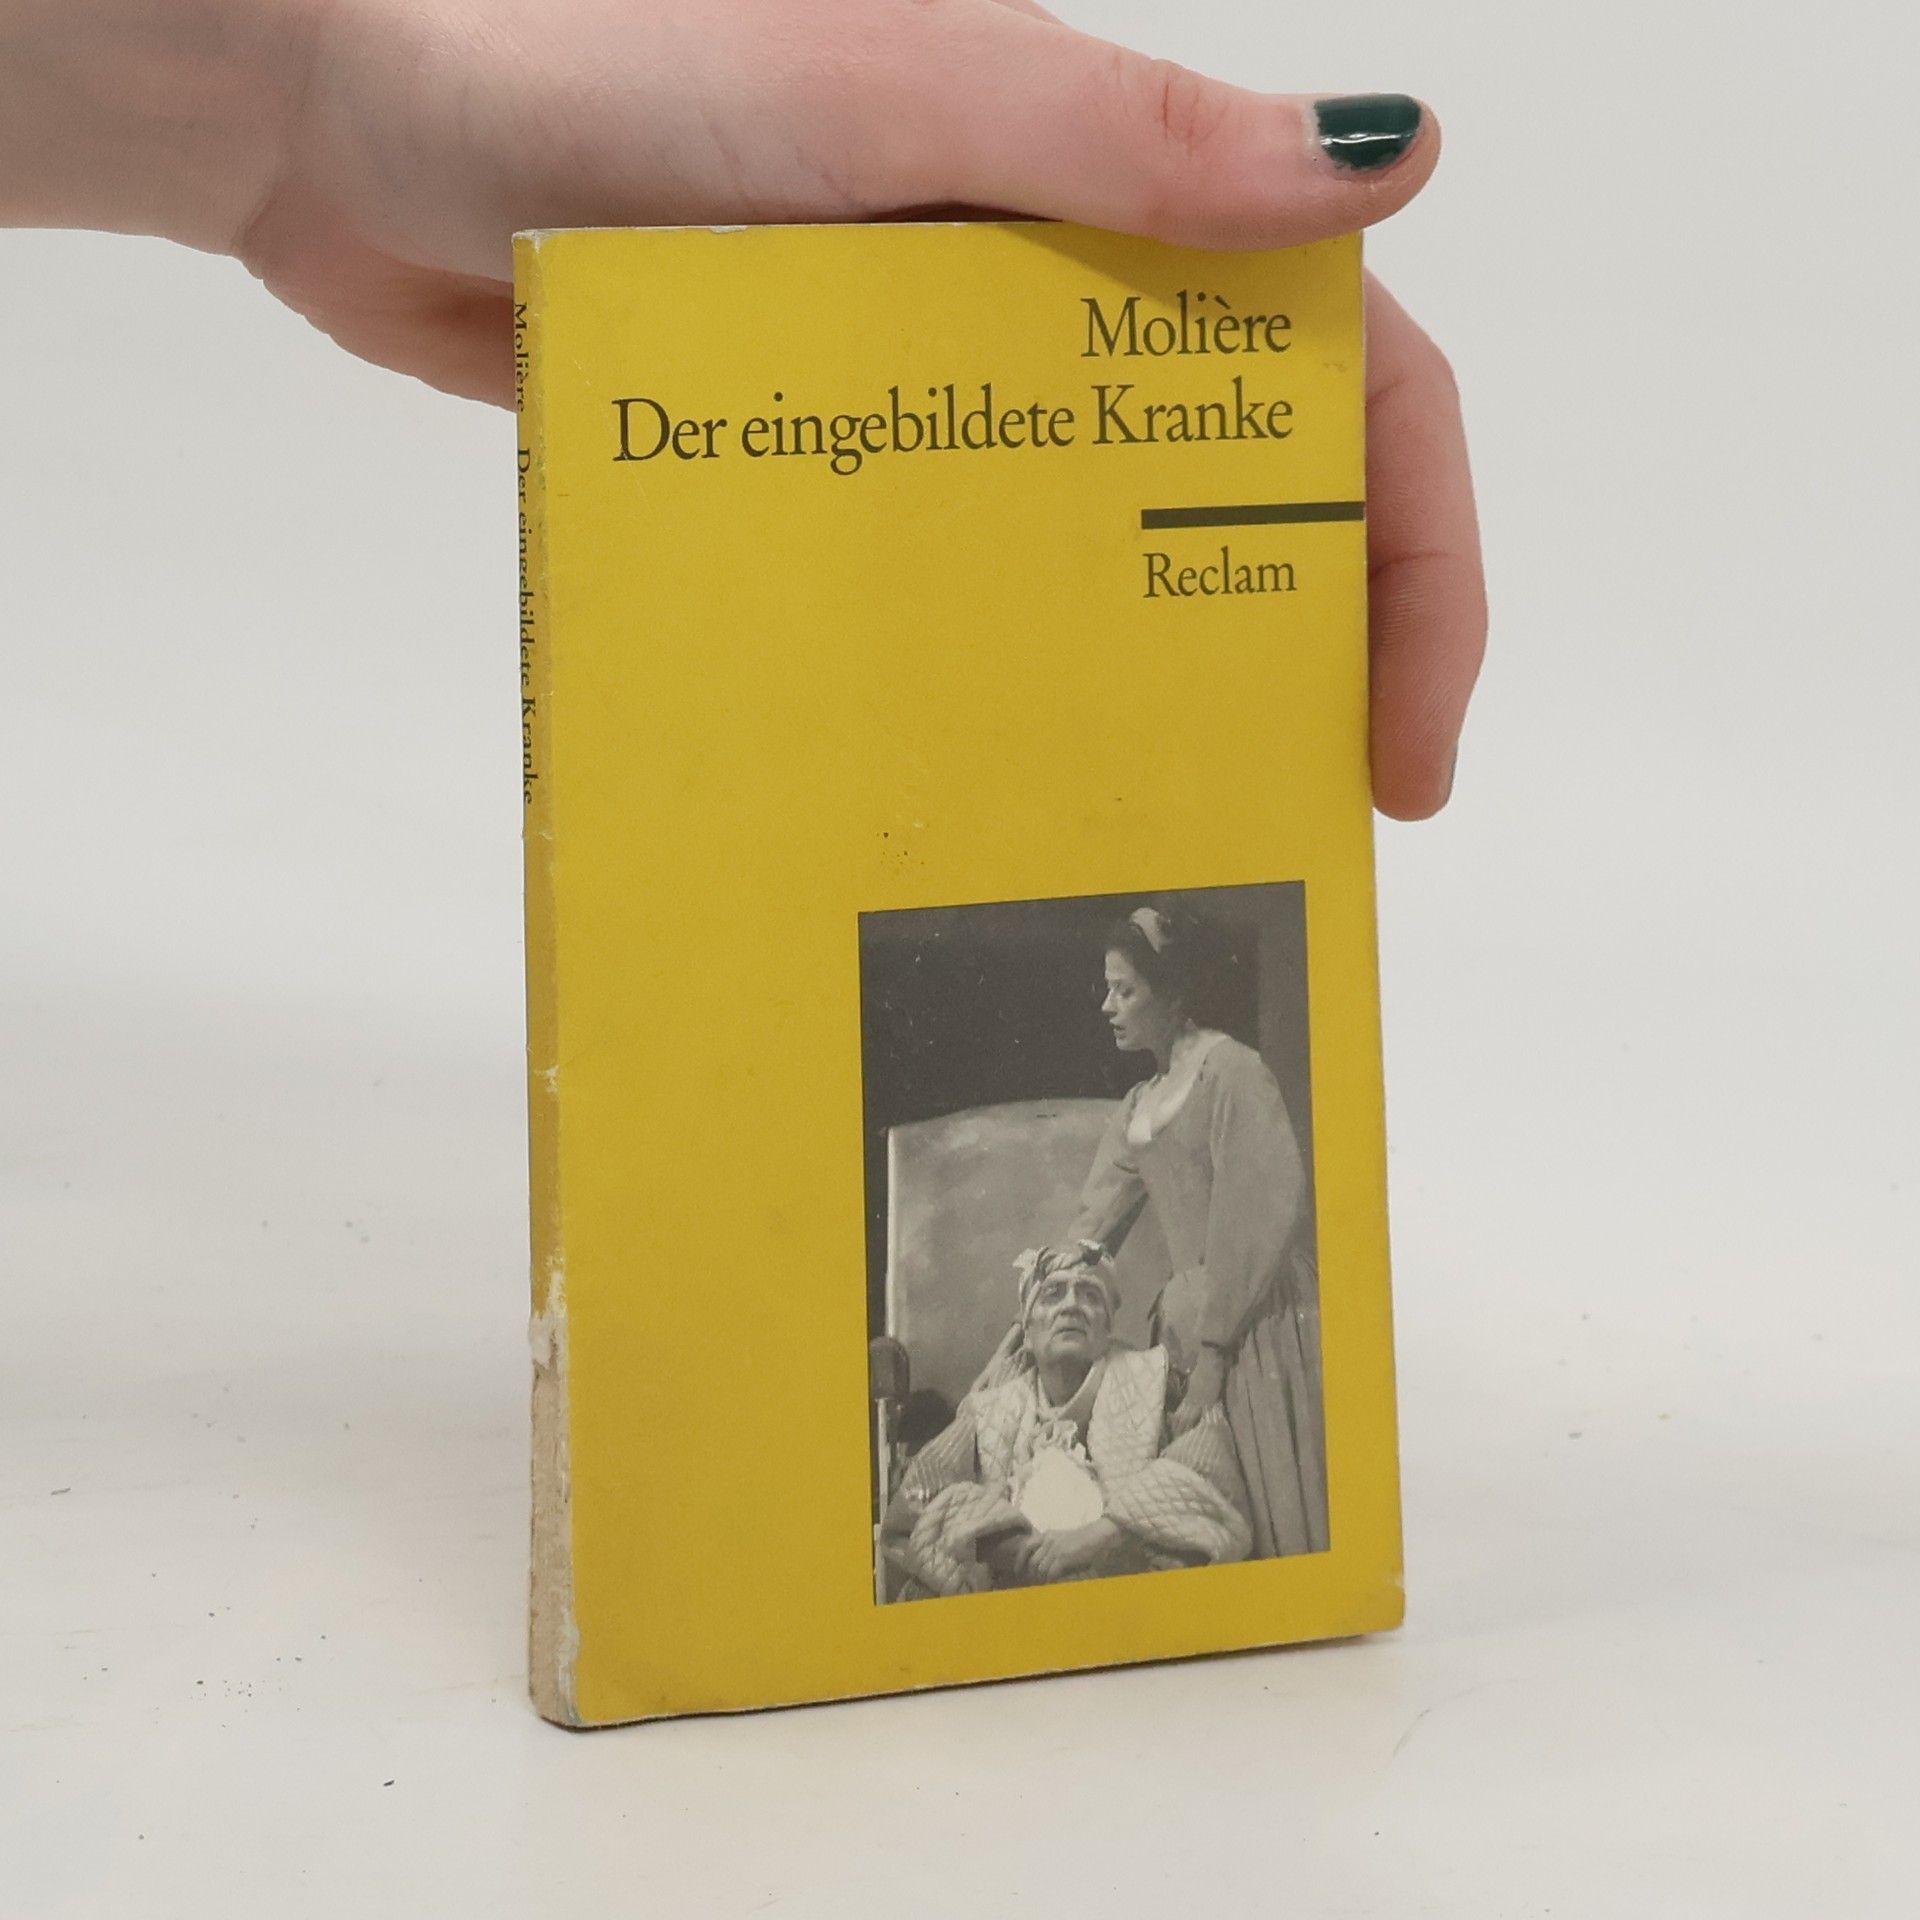 Molière
Der eingebildete Kranke
Reclam
Molière Der eingebildete Kranke